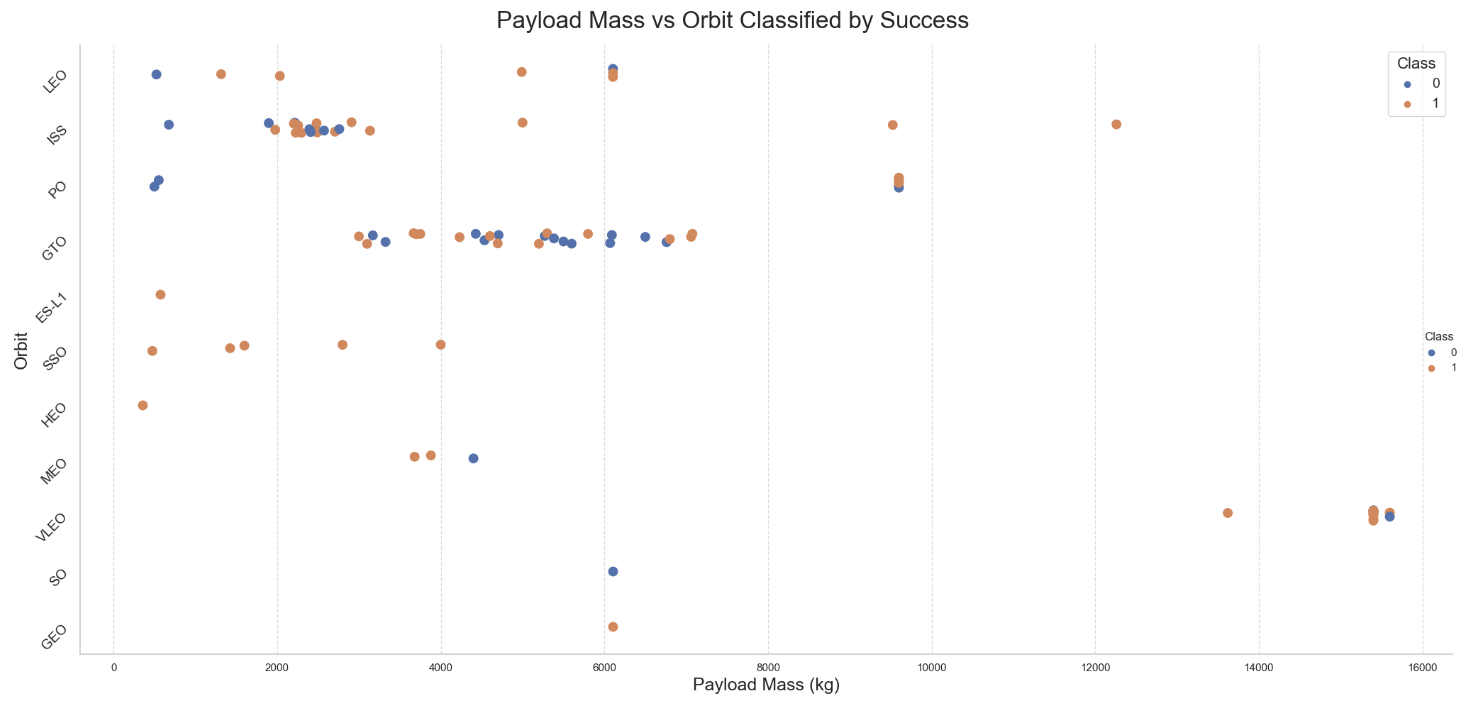 Payload Mass vs Orbit Classified by Success
Class
0
1
LEO
ISS
PO
GTO
ES-L1
SSO
HEO
MEO
VLEO
SO
GEO
Orbit
Class
0
1
0 2000 4000 6000 8000 10000 12000 14000 16000
Payload Mass (kg)